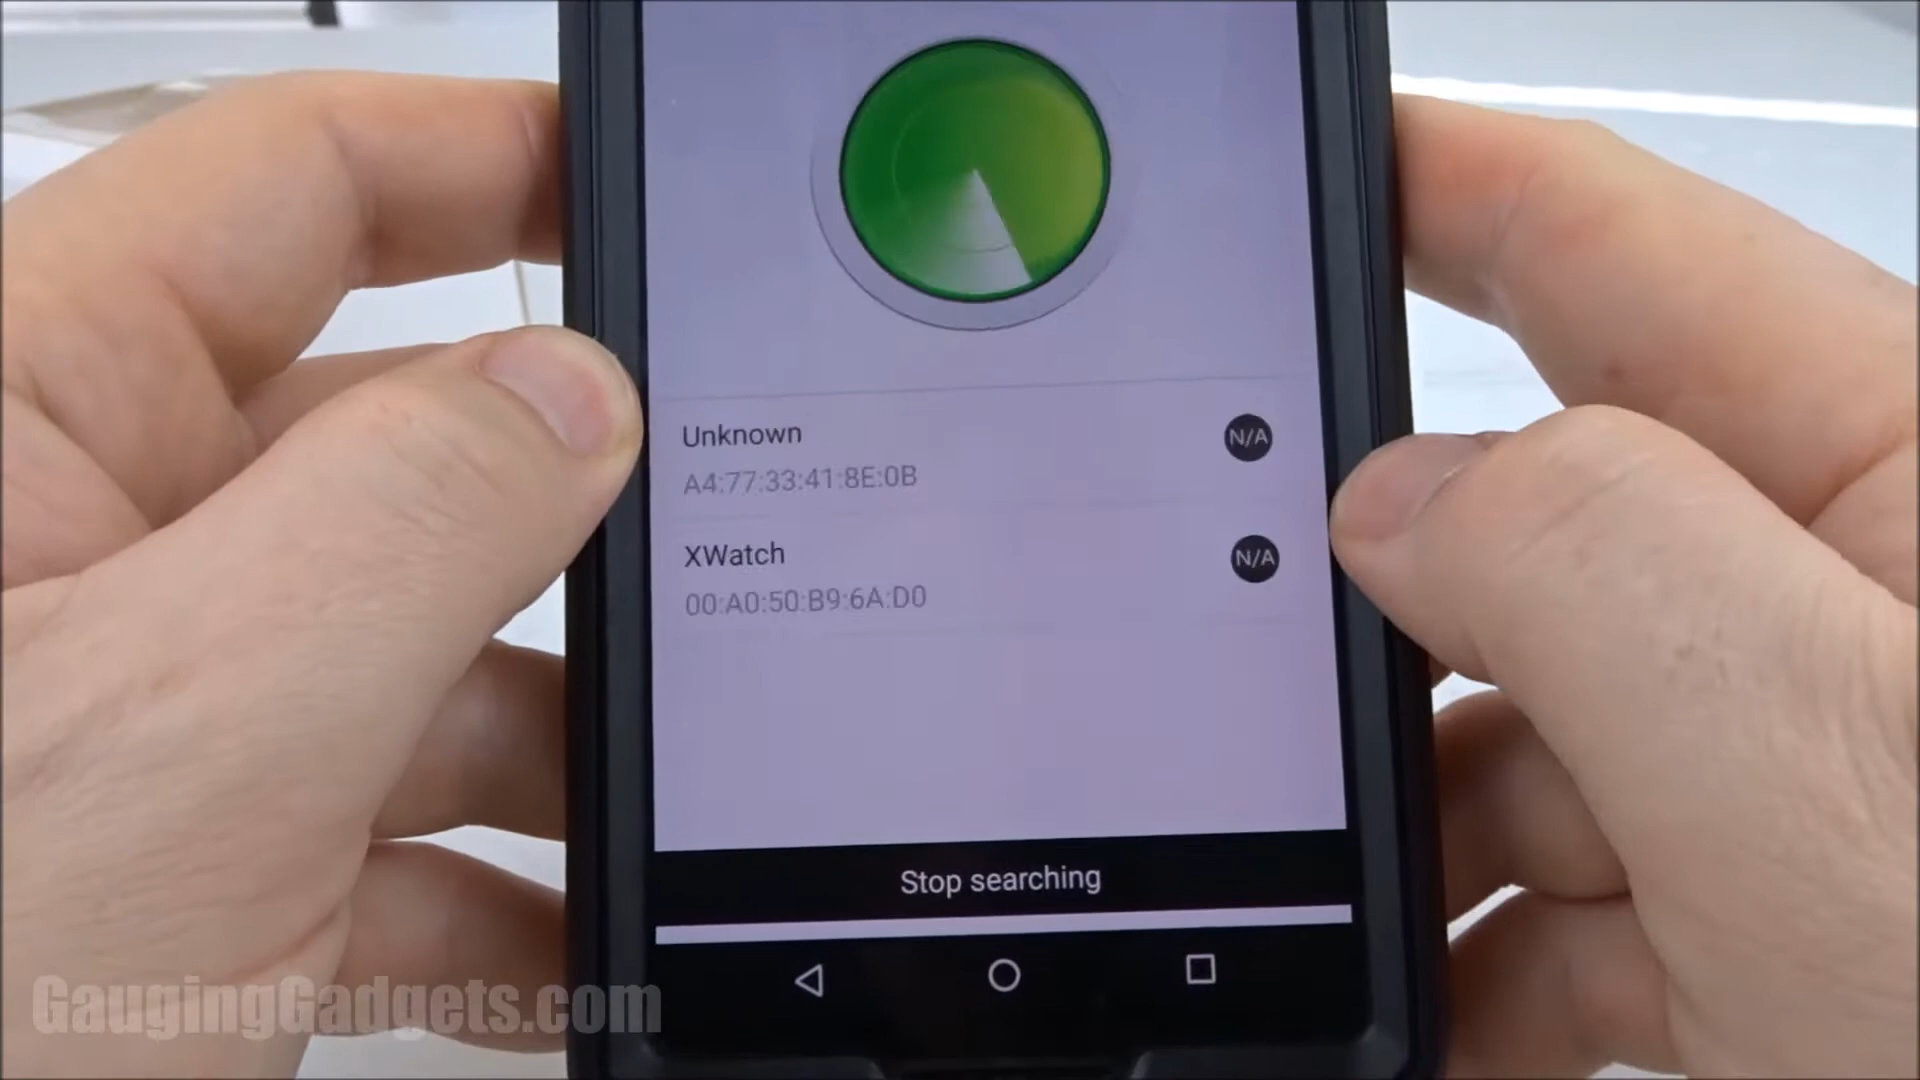 Unknown
N/A
A4:77:33:41:8E:0B
XWatch
N/A
00:A0:50:B9:6A:D0
Stop searching
GaugingGadgets.com